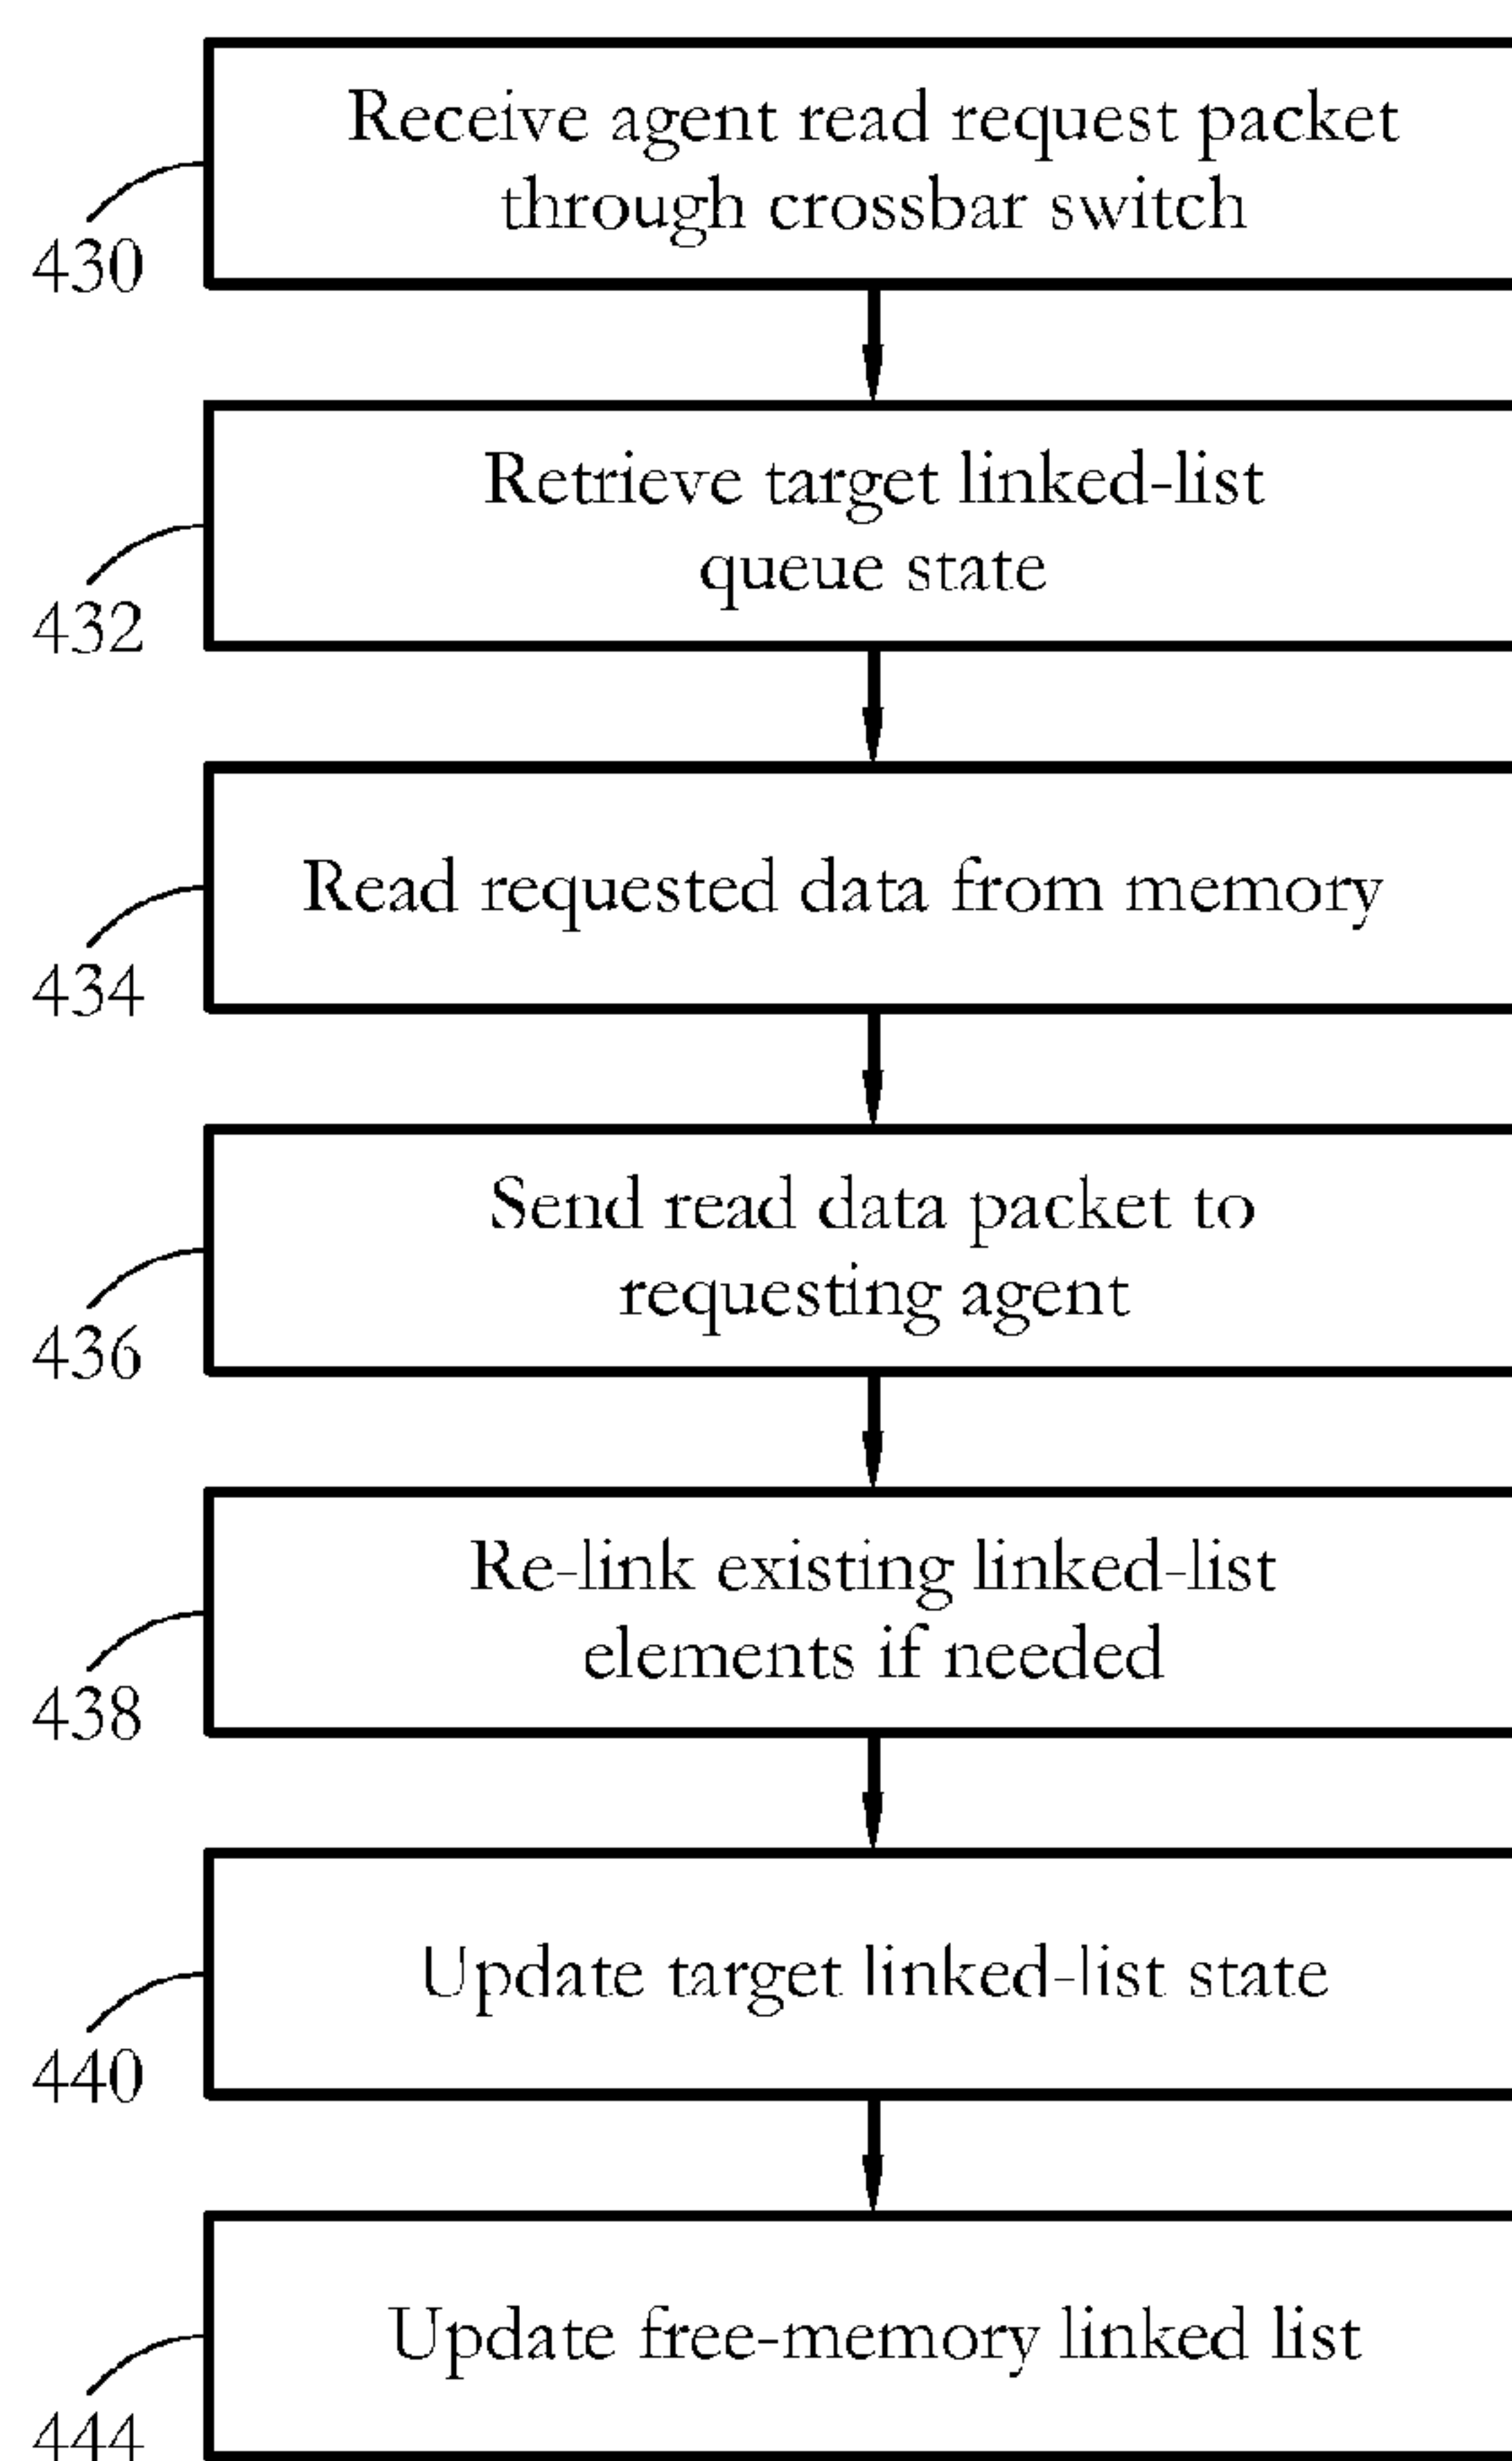 Receive agent read request packet
through crossbar switch
430
Retrieve target linked-list
queue state
432
Read requested data from memory
434
Send read data packet to
requesting agent
436
Re-link existing linked-list
elements if needed
438
Update target linked-list state
440
Update free-memory linked list
444